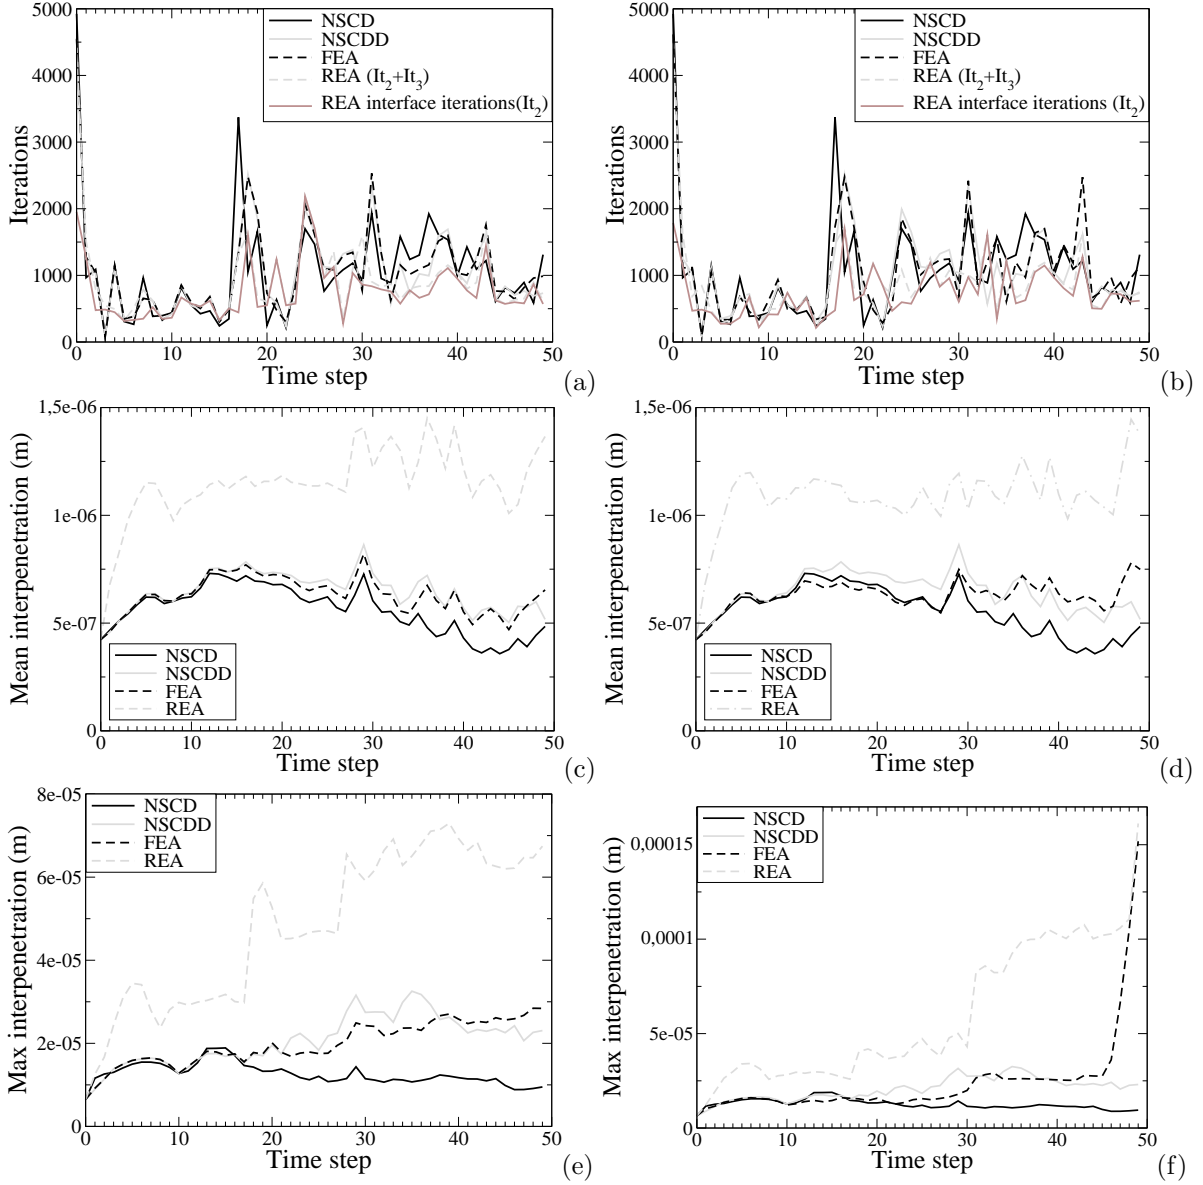 5000
4000
3000
2000
1000
0
Iterations
NSCD
NSCDD
FEA
REA (It2+It3)
REA interface iterations(It2)
0 10 20 30 40 50
Time step
(a)
5000
4000
3000
2000
1000
0
Iterations
NSCD
NSCDD
FEA
REA (It2+It3)
REA interface iterations (It2)
0 10 20 30 40 50
Time step
(b)
1,5e-06
1e-06
5e-07
0
Mean interpenetration (m)
NSCD
NSCDD
FEA
REA
0 10 20 30 40 50
Time step
(c)
1,5e-06
1e-06
5e-07
0
Mean interpenetration (m)
NSCD
NSCDD
FEA
REA
0 10 20 30 40 50
Time step
(d)
8e-05
6e-05
4e-05
2e-05
0
Max interpenetration (m)
NSCD
NSCDD
FEA
REA
0 10 20 30 40 50
Time step
(e)
0,00015
0,0001
5e-05
0
Max interpenetration (m)
NSCD
NSCDD
FEA
REA
0 10 20 30 40 50
Time step
(f)